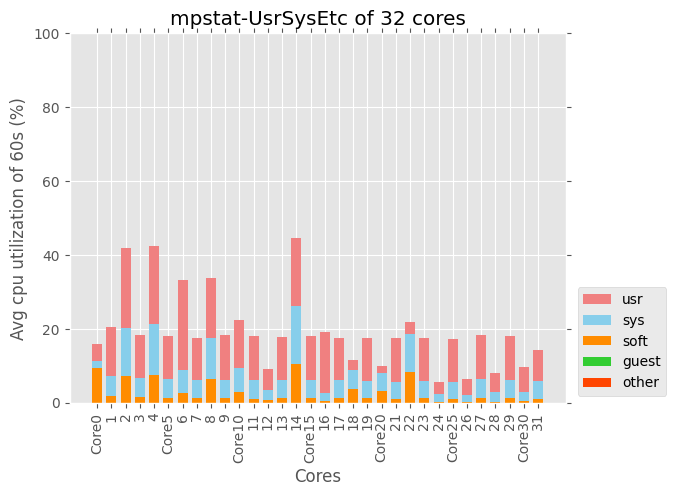 mpstat-UsrSysEtc of 32 cores
Avg cpu utilization of 60s (%)
100
80
60
40
20
0
Core0 1 2 3 4 Core5 6 7 8 9 Core10 11 12 13 14 Core15 16 17 18 19 Core20 21 22 23 24 Core25 26 27 28 29 Core30 31
Cores
usr
sys
soft
guest
other